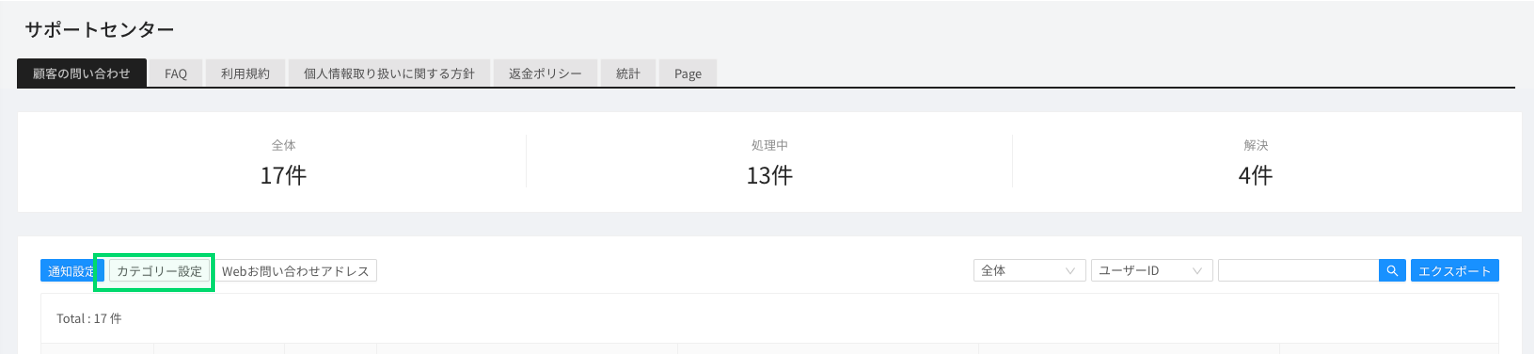 サポートセンター
顧客の問い合わせ FAQ 利用規約 個人情報取り扱いに関する方針 返金ポリシー 統計 Page
全体 処理中 解決
17件 13件 4件
通知設定 カテゴリー設定 Webお問い合わせアドレス 全体 ユーザーID エクスポート
Total : 17 件